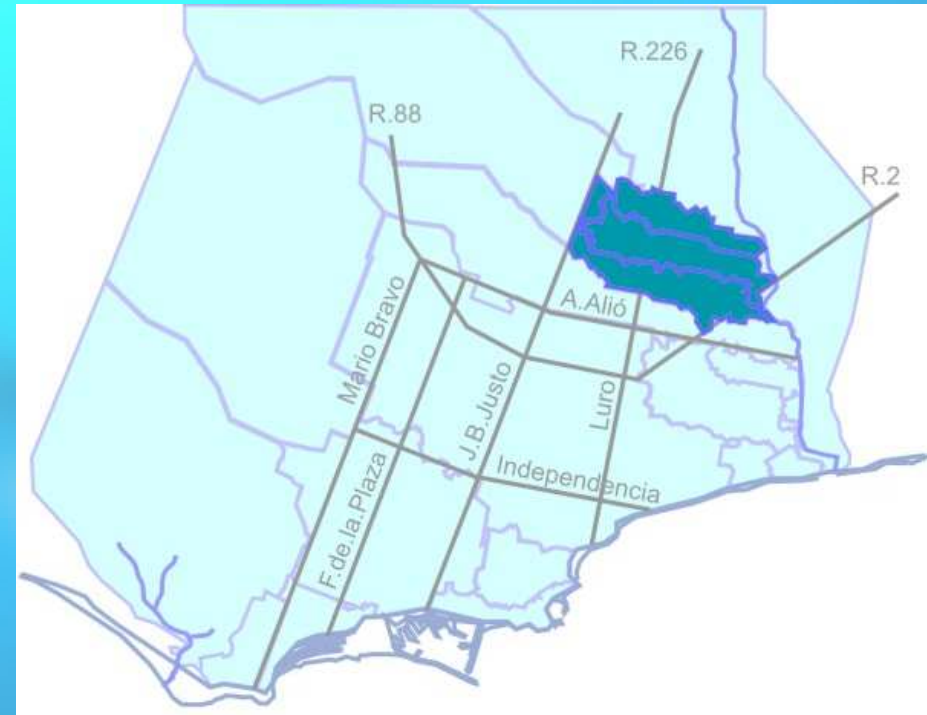 R.226
R.88
R.2
A.Alió
Mario Bravo
J.B.Justo
Luro
Independencia
F.de.la.Plaza